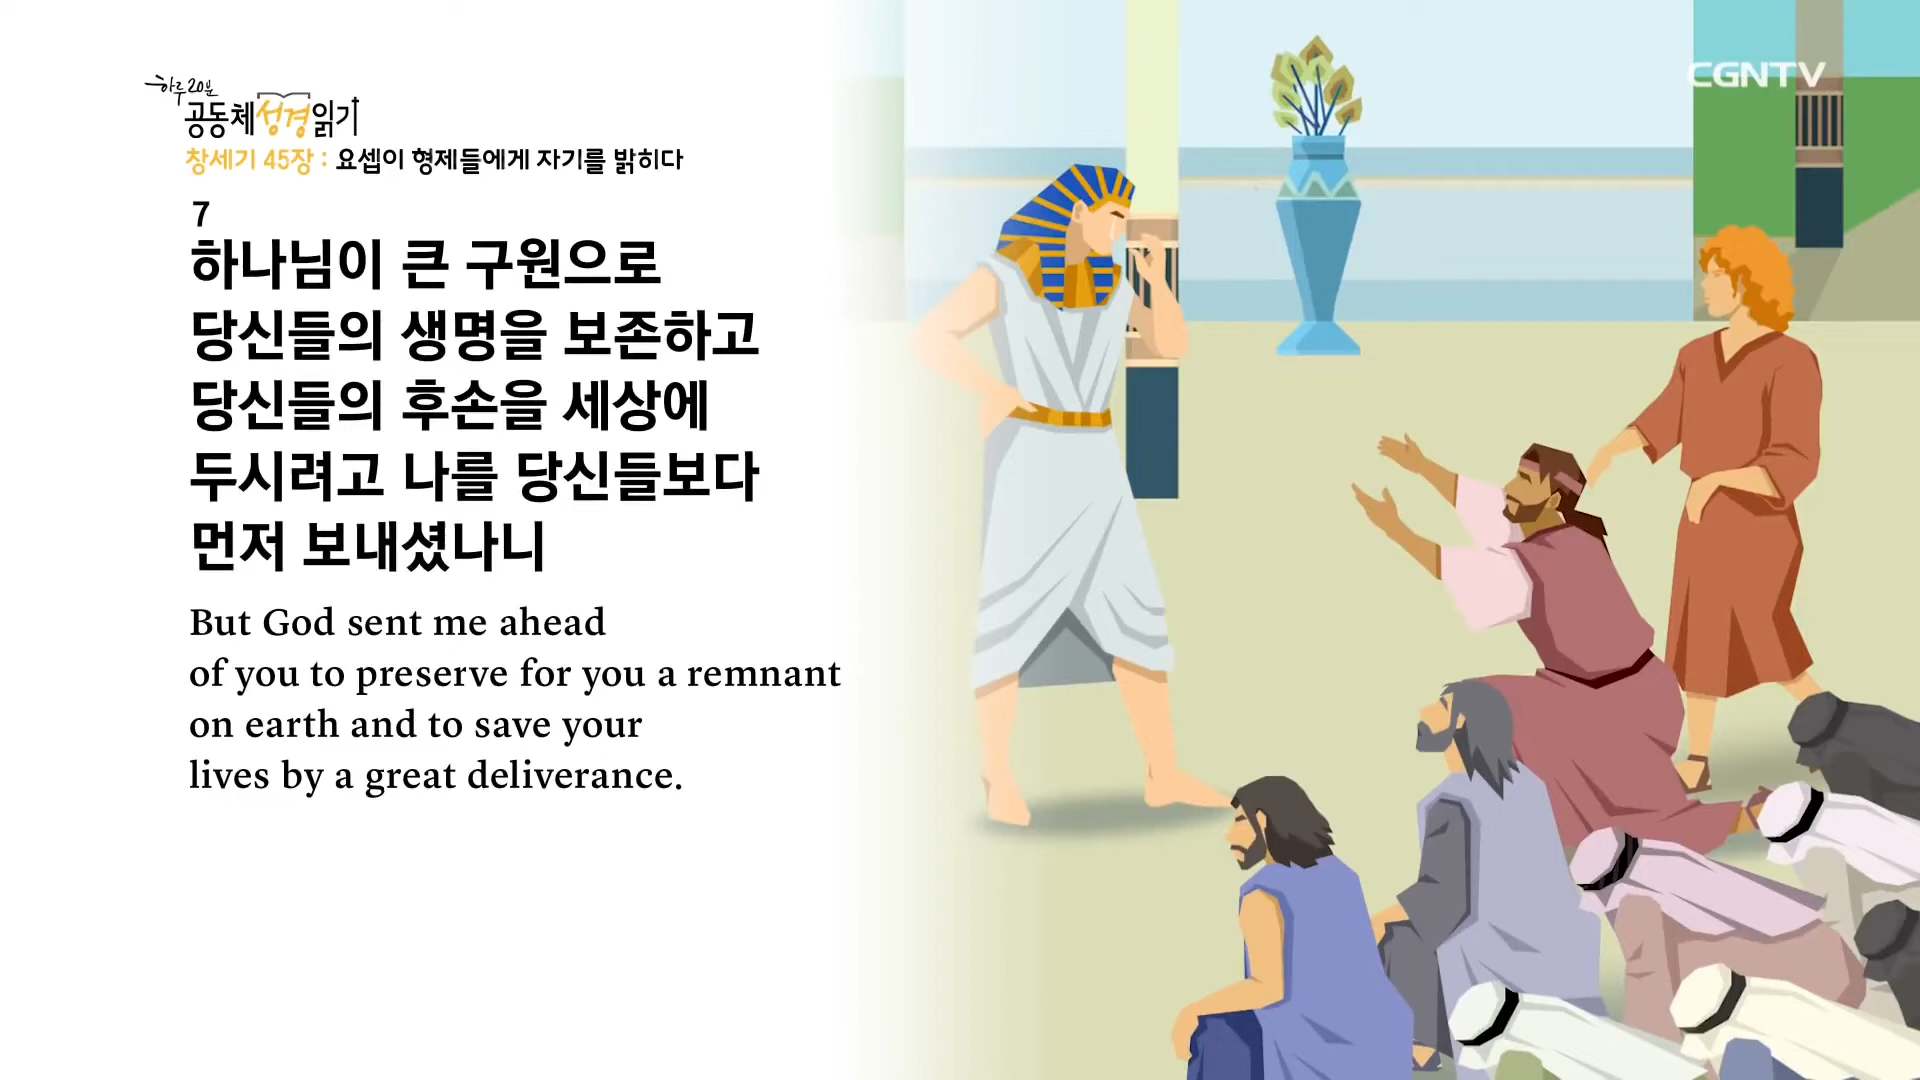 하루 20분
공동체성경읽기
창세기 45장 : 요셉이 형제들에게 자기를 밝히다
7
하나님이 큰 구원으로
당신들의 생명을 보존하고
당신들의 후손을 세상에
두시려고 나를 당신들보다
먼저 보내셨나니
But God sent me ahead
of you to preserve for you a remnant
on earth and to save your
lives by a great deliverance.
CGNTV